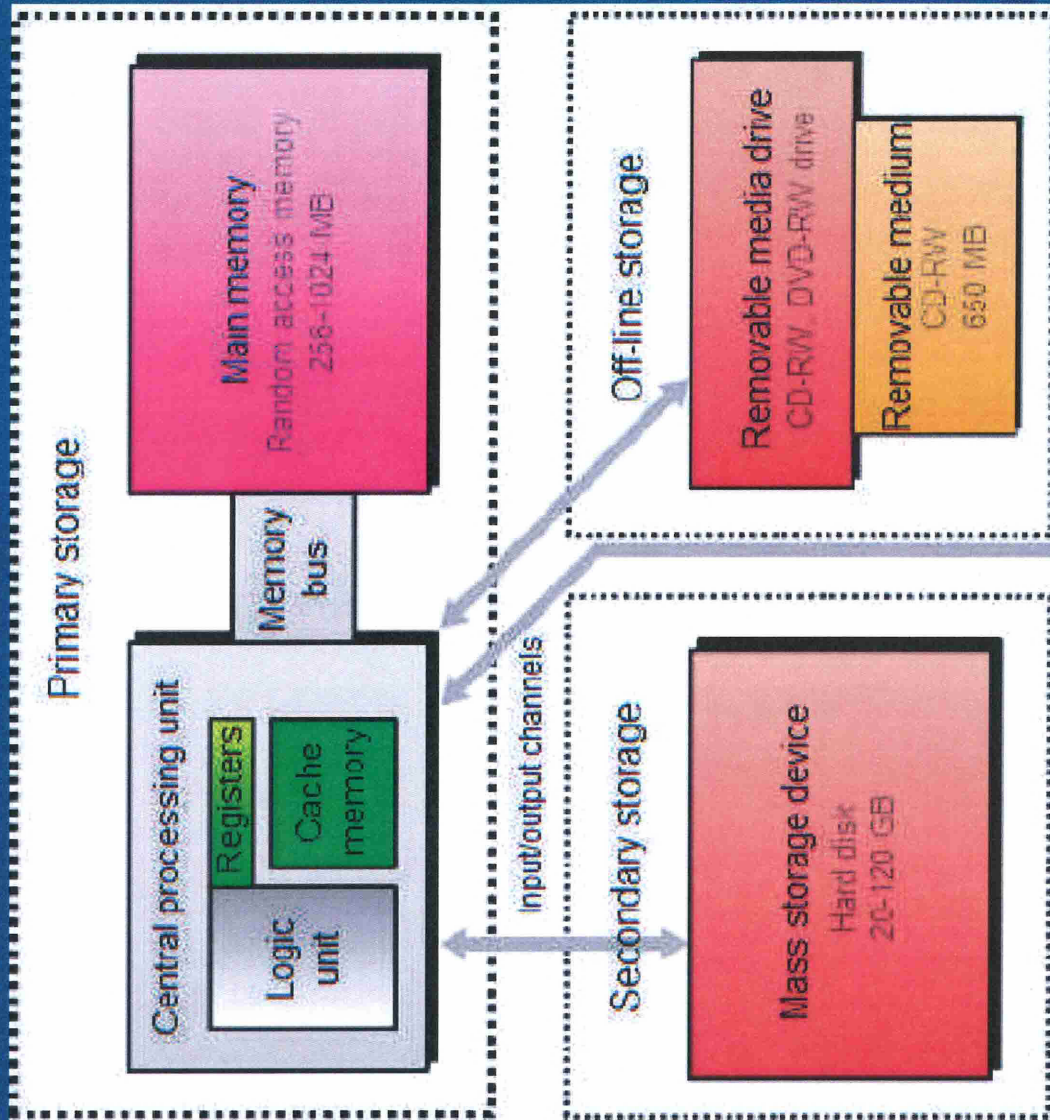 Primary storage
Central processing unit
Logic
unit
Registers
Cache
memory
Memory
bus
Main memory
Random access memory
256-1024 MB
Input/output channels
Secondary storage
Mass storage device
Hard disk
20-120 GB
Off-line storage
Removable media drive
CD-RW, DVD-RW drive
Removable medium
CD-RW
650 MB